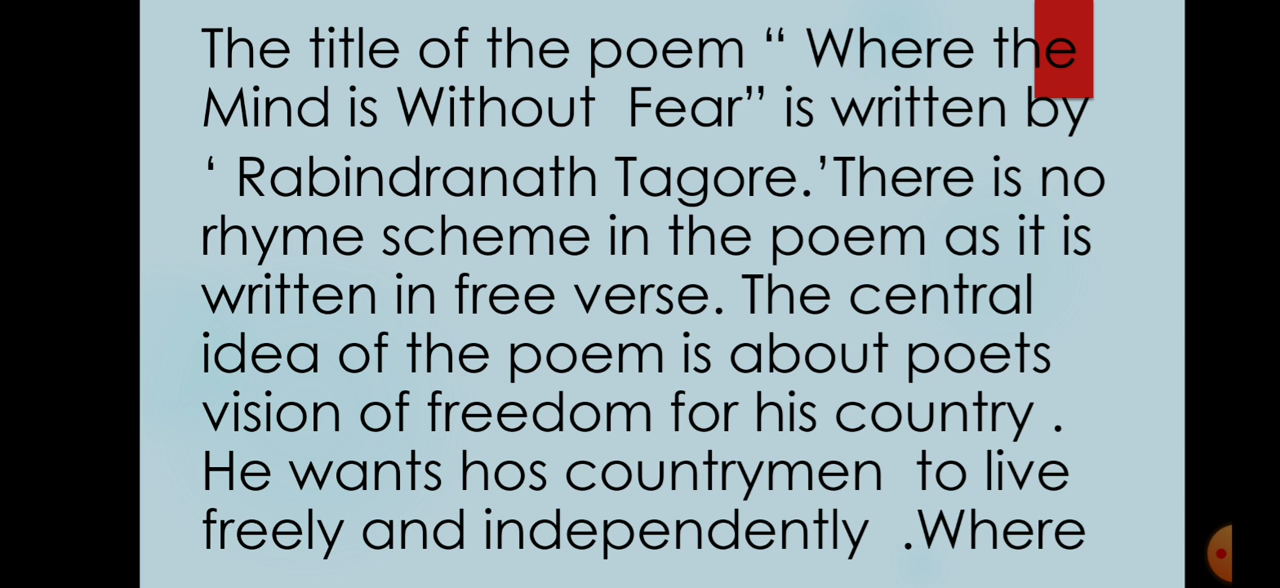 The title of the poem “ Where the
Mind is Without  Fear” is written by
‘ Rabindranath Tagore.’There is no
rhyme scheme in the poem as it is
written in free verse. The central
idea of the poem is about poets
vision of freedom for his country .
He wants hos countrymen  to live
freely and independently  .Where